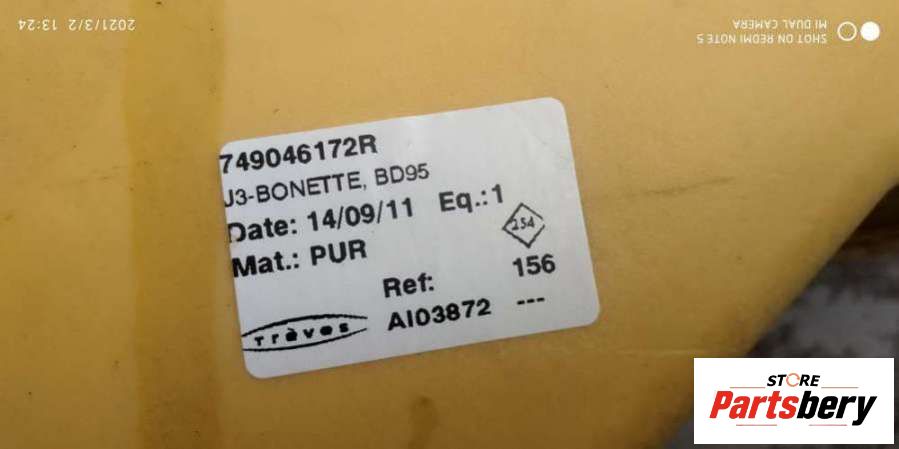 2021/3/2 13:24
SHOT ON REDMI NOTE 5
MI DUAL CAMERA
749046172R
J3-BONETTE, BD95
Date: 14/09/11 Eq.:1
254
Mat.: PUR
Ref: 156
AI03872 ---
Trèves
STORE
Partsbery